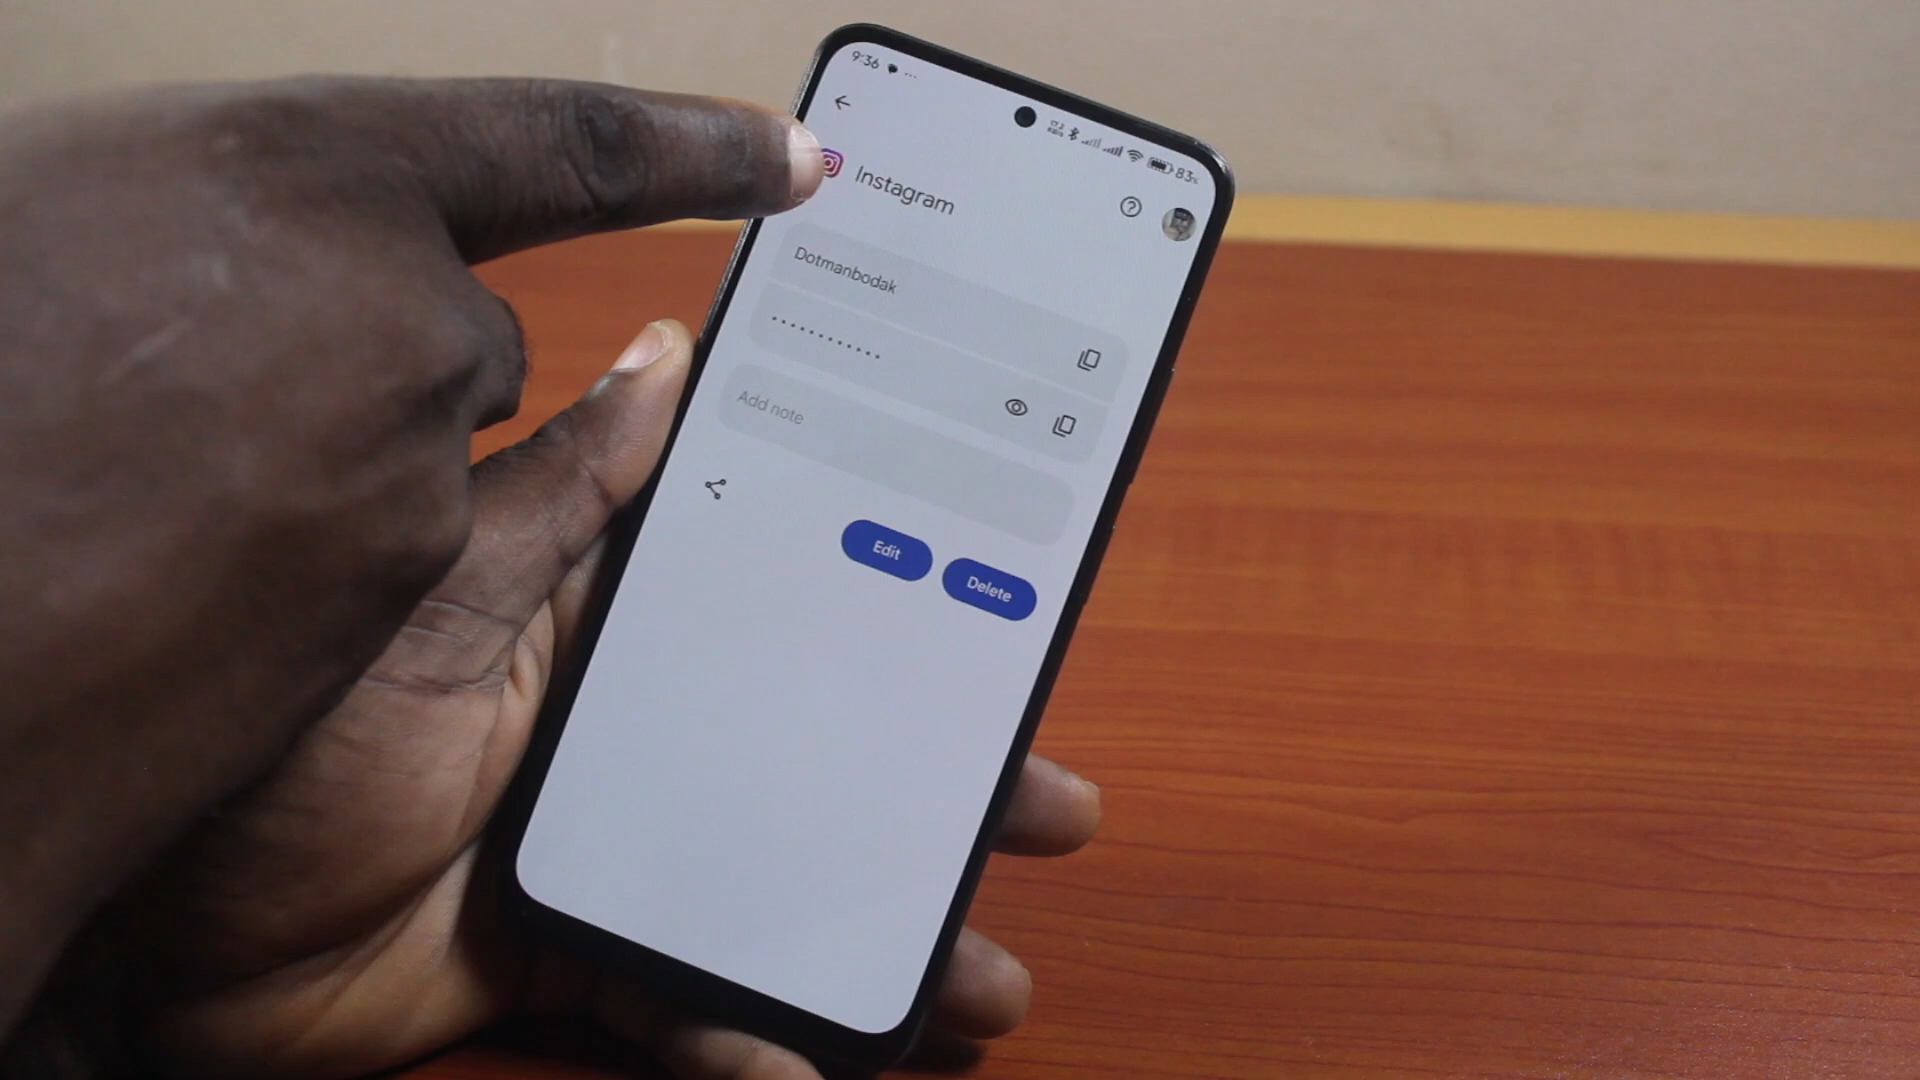 9:36
83%
Instagram
Dotmanbodak
............
Add note
Edit
Delete